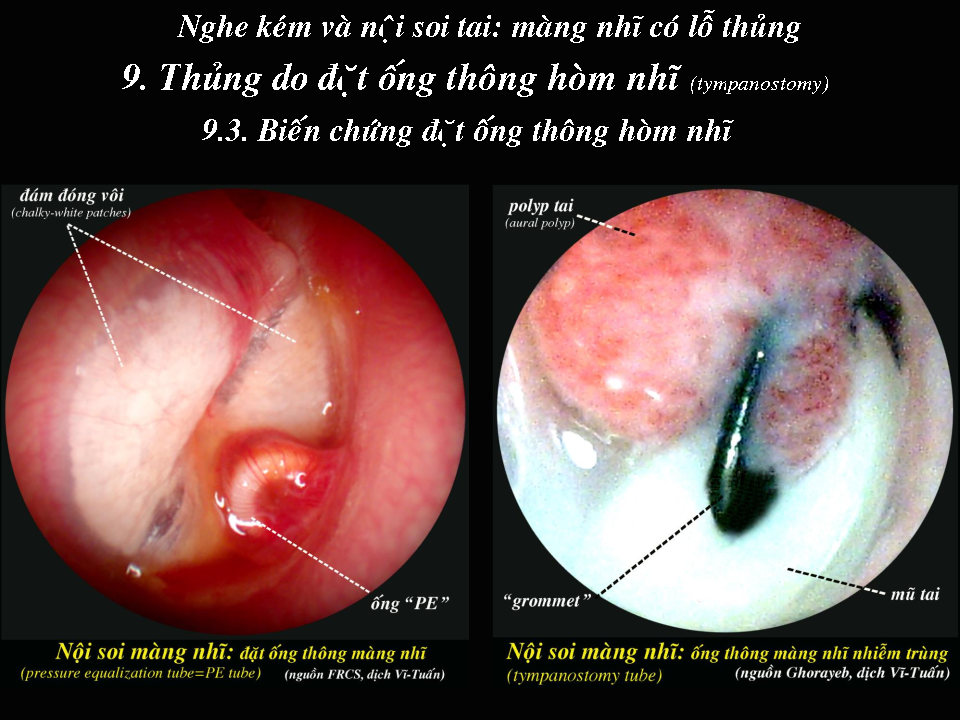 Nghe kém và nội soi tai: màng nhĩ có lỗ thủng
9. Thủng do đặt ống thông hòm nhĩ (tympanostomy)
9.3. Biến chứng đặt ống thông hòm nhĩ
đám đóng vôi
(chalky-white patches)
ống “PE”
Nội soi màng nhĩ: đặt ống thông màng nhĩ
(pressure equalization tube=PE tube) (nguồn FRCS, dịch Vĩ-Tuấn)
polyp tai
(aural polyp)
“grommet”
mũ tai
Nội soi màng nhĩ: ống thông màng nhĩ nhiễm trùng
(tympanostomy tube) (nguồn Ghorayeb, dịch Vĩ-Tuấn)